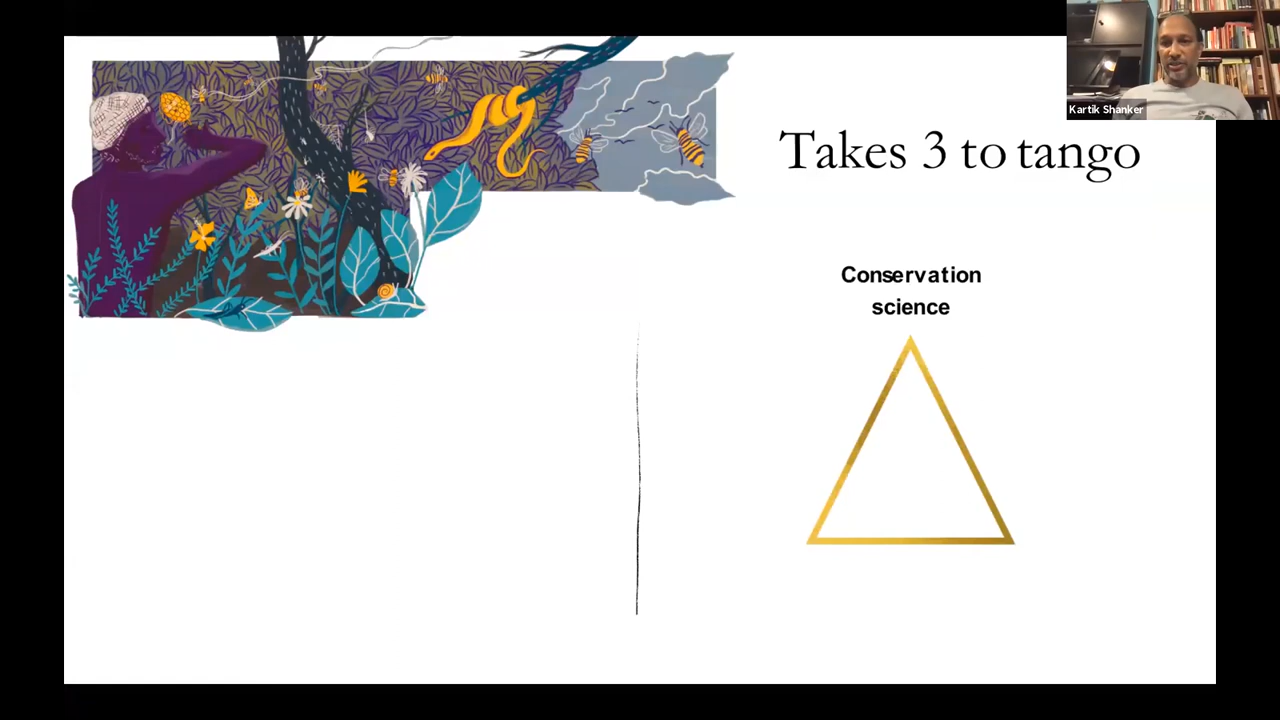 Kartik Shanker
Takes 3 to tango
Conservation
science